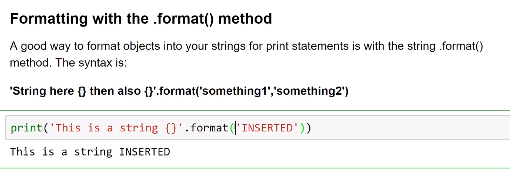 Formatting with the .format() method
A good way to format objects into your strings for print statements is with the string .format()
method. The syntax is:
'String here {} then also {}'.format('something1','something2')
print('This is a string {}'.format('INSERTED'))
This is a string INSERTED